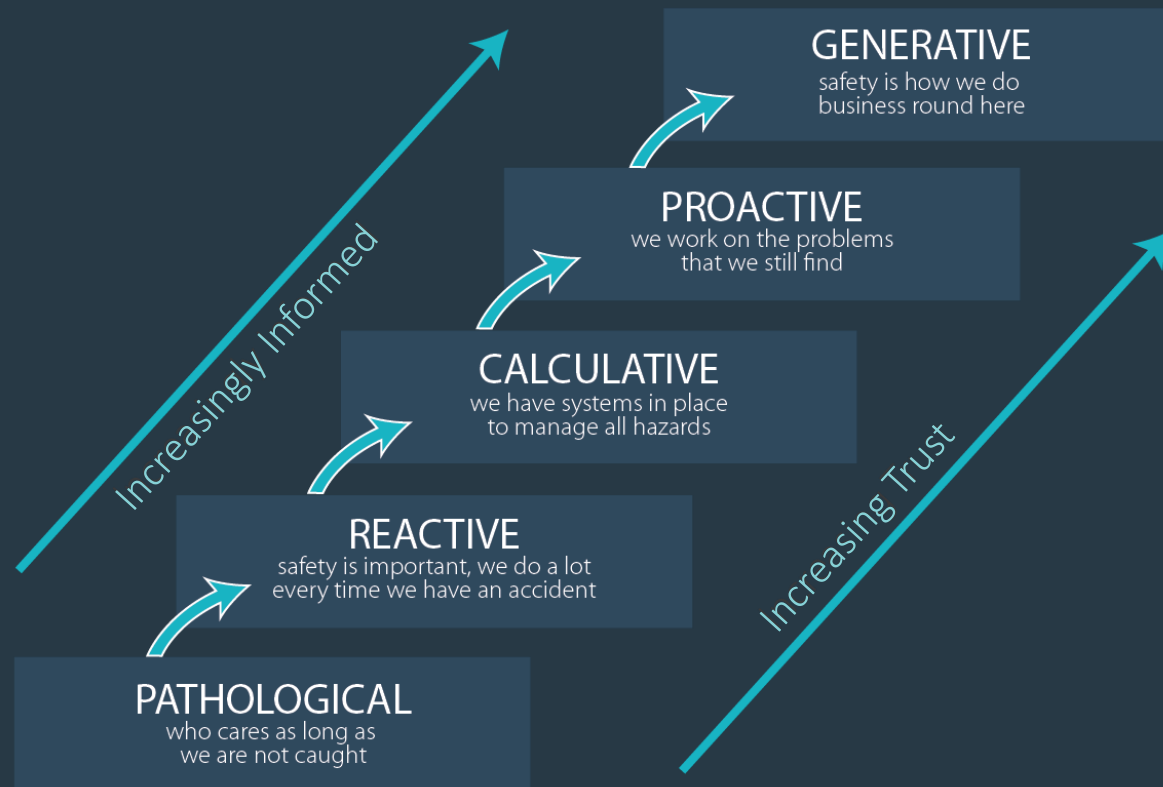 GENERATIVE
safety is how we do
business round here
PROACTIVE
we work on the problems
that we still find
Increasingly Informed
CALCULATIVE
we have systems in place
to manage all hazards
Increasing Trust
REACTIVE
safety is important, we do a lot
every time we have an accident
PATHOLOGICAL
who cares as long as
we are not caught